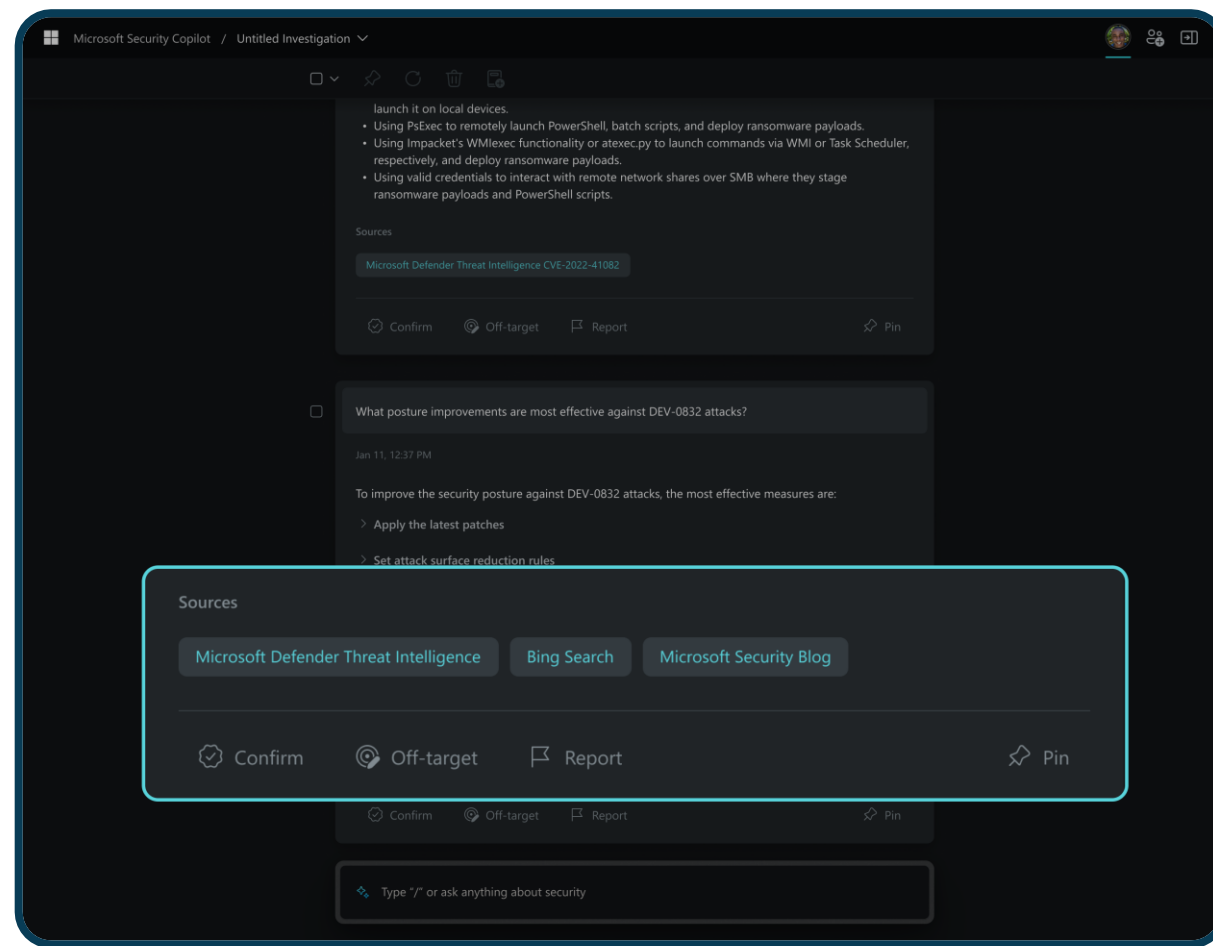 Microsoft Security Copilot / Untitled Investigation
launch it on local devices.
• Using PsExec to remotely launch PowerShell, batch scripts, and deploy ransomware payloads.
• Using Impacket's WMIexec functionality or atexec.py to launch commands via WMI or Task Scheduler,
respectively, and deploy ransomware payloads.
• Using valid credentials to interact with remote network shares over SMB where they stage
ransomware payloads and PowerShell scripts.
Sources
Microsoft Defender Threat Intelligence CVE-2022-41082
Confirm Off-target Report Pin
What posture improvements are most effective against DEV-0832 attacks?
Jan 11, 12:37 PM
To improve the security posture against DEV-0832 attacks, the most effective measures are:
Apply the latest patches
Set attack surface reduction rules
Sources
Microsoft Defender Threat Intelligence Bing Search Microsoft Security Blog
Confirm Off-target Report Pin
Confirm Off-target Report Pin
Type "/" or ask anything about security